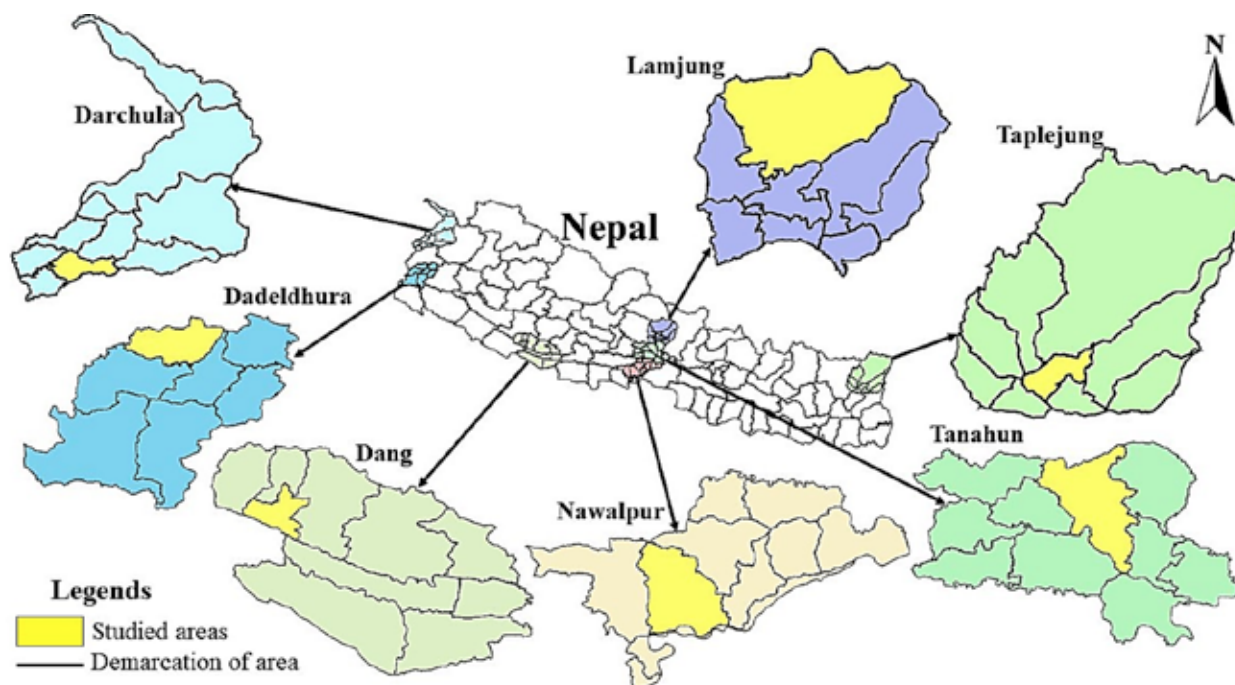 N
Lamjung
Darchula
Taplejung
Nepal
Dadeldhura
Tanahun
Dang
Nawalpur
Legends
Studied areas
Demarcation of area